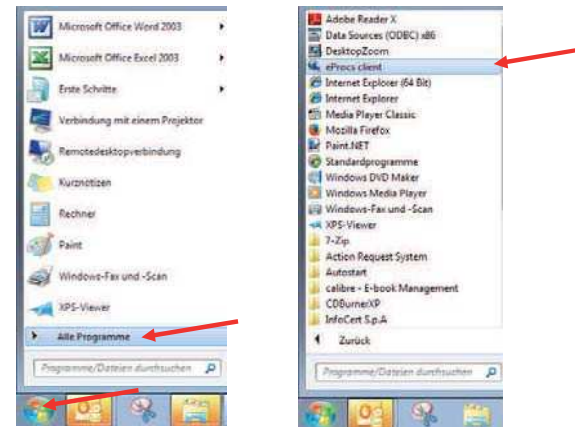 Microsoft Office Word 2003
Microsoft Office Excel 2003
Erste Schritte
Verbindung mit einem Projektor
Remotedesktopverbindung
Kurznotizen
Rechner
Paint
Windows-Fax und -Scan
XPS-Viewer
Alle Programme
Programme/Dateien durchsuchen
Adobe Reader X
Data Sources (ODBC) x86
DesktopZoom
eProcs client
Internet Explorer (64 Bit)
Internet Explorer
Media Player Classic
Mozilla Firefox
Paint.NET
Standardprogramme
Windows DVD Maker
Windows Media Player
Windows-Fax und -Scan
XPS-Viewer
7-Zip
Action Request System
Autostart
calibre - E-book Management
CDBurnerXP
InfoCert S.p.A
Zurück
Programme/Dateien durchsuchen